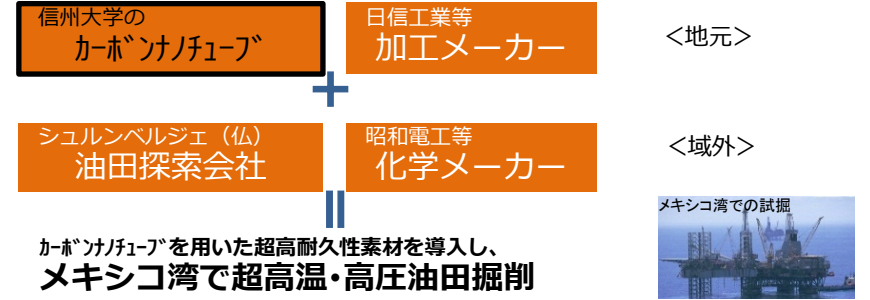 信州大学の
ｶｰﾎﾞﾝﾅﾉﾁｭｰﾌﾞ
日信工業等
加工メーカー
＜地元＞
＋
シュルンベルジェ（仏）
油田探索会社
昭和電工等
化学メーカー
＜域外＞
メキシコ湾での試掘
ｶｰﾎﾞﾝﾅﾉﾁｭｰﾌﾞを用いた超高耐久性素材を導入し、
メキシコ湾で超高温・高圧油田掘削